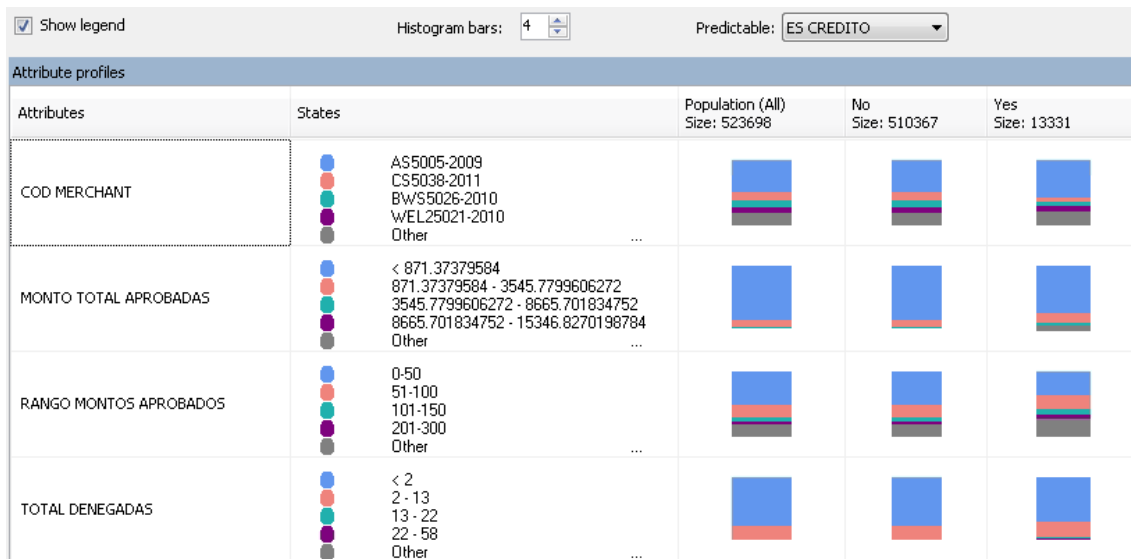 Show legend
Histogram bars: 4
Predictable: ES CREDITO
Attribute profiles
Attributes
States
Population (All)
Size: 523698
No
Size: 510367
Yes
Size: 13331
COD MERCHANT
AS5005-2009
CS5038-2011
BWS5026-2010
WEL25021-2010
Other
...
MONTO TOTAL APROBADAS
< 871.37379584
871.37379584 - 3545.7799606272
3545.7799606272 - 8665.701834752
8665.701834752 - 15346.8270198784
Other
...
RANGO MONTOS APROBADOS
0-50
51-100
101-150
201-300
Other
...
TOTAL DENEGADAS
< 2
2 - 13
13 - 22
22 - 58
Other
...